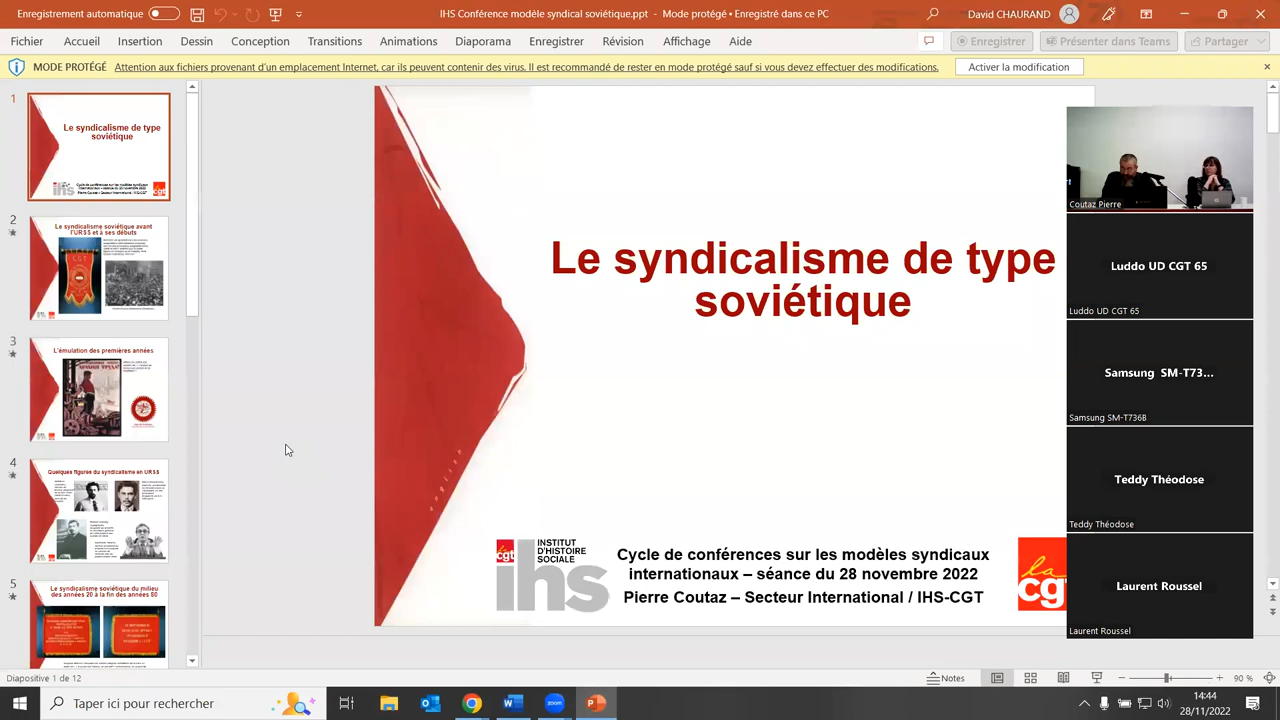 Enregistrement automatique
IHS Conférence modèle syndical soviétique.ppt - Mode protégé • Enregistré dans ce PC
DAVID CHAURAND
Fichier Accueil Insertion Dessin Conception Transitions Animations Diaporama Enregistrer Révision Affichage Aide
Enregistrer Présenter dans Teams Partager
MODE PROTÉGÉ Attention aux fichiers provenant d'un emplacement Internet, car ils peuvent contenir des virus. Il est recommandé de rester en mode protégé sauf si vous devez effectuer des modifications. Activer la modification
1
Le syndicalisme de type
soviétique
ihs
cgt
2
Le syndicalisme soviétique avant
l'URSS et à ses débuts
CGT
3
L'émulation des premières années
4
Quelques figures du syndicalisme en URSS
5
Le syndicalisme soviétique du milieu
des années 20 à la fin des années 80
Le syndicalisme de type
soviétique
cgt
INSTITUT
D'HISTOIRE
SOCIALE
ihs
Cycle de conférences sur les modèles syndicaux
internationaux – séance du 28 novembre 2022
Pierre Coutaz – Secteur International / IHS-CGT
la
cg
Coutaz Pierre
Luddo UD CGT 65
Luddo UD CGT 65
Samsung SM-T73...
Samsung SM-T736B
Teddy Théodose
Teddy Théodose
Laurent Roussel
Laurent Roussel
Diapositive 1 de 12
Notes
90 %
Taper ici pour rechercher
zoom
14:44
28/11/2022